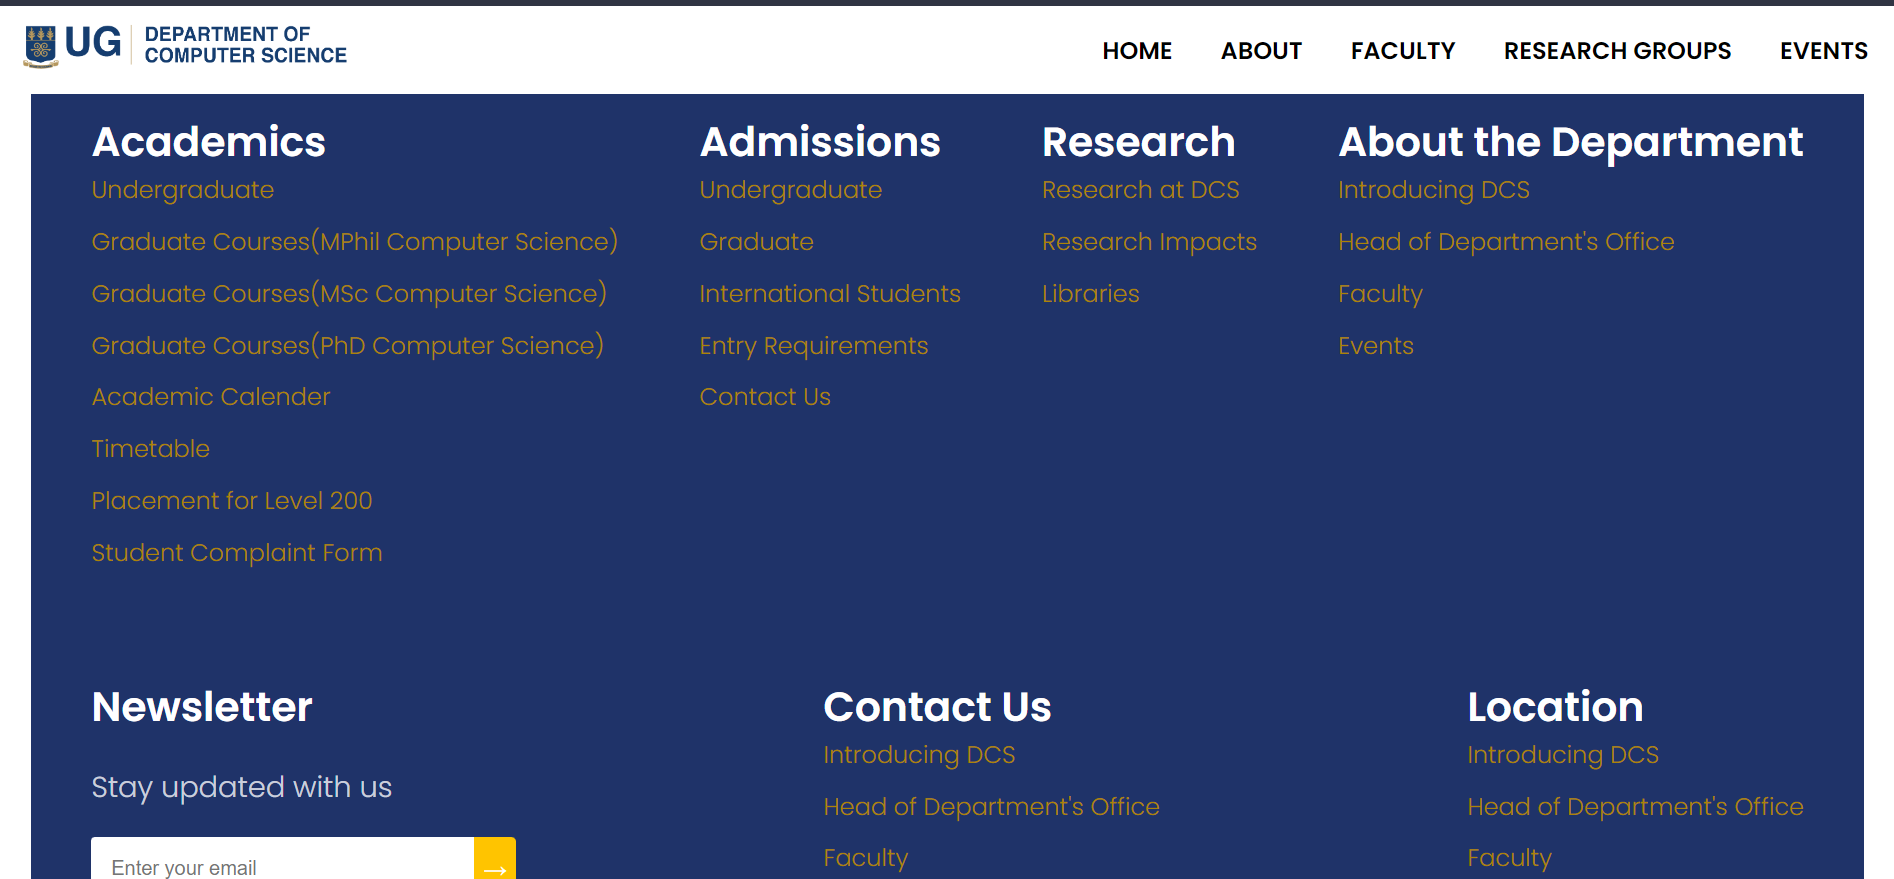 UG
DEPARTMENT OF
COMPUTER SCIENCE
HOME
ABOUT
FACULTY
RESEARCH GROUPS
EVENTS
Academics
Undergraduate
Graduate Courses(MPhil Computer Science)
Graduate Courses(MSc Computer Science)
Graduate Courses(PhD Computer Science)
Academic Calender
Timetable
Placement for Level 200
Student Complaint Form
Admissions
Undergraduate
Graduate
International Students
Entry Requirements
Contact Us
Research
Research at DCS
Research Impacts
Libraries
About the Department
Introducing DCS
Head of Department's Office
Faculty
Events
Newsletter
Stay updated with us
Enter your email
→
Contact Us
Introducing DCS
Head of Department's Office
Faculty
Location
Introducing DCS
Head of Department's Office
Faculty